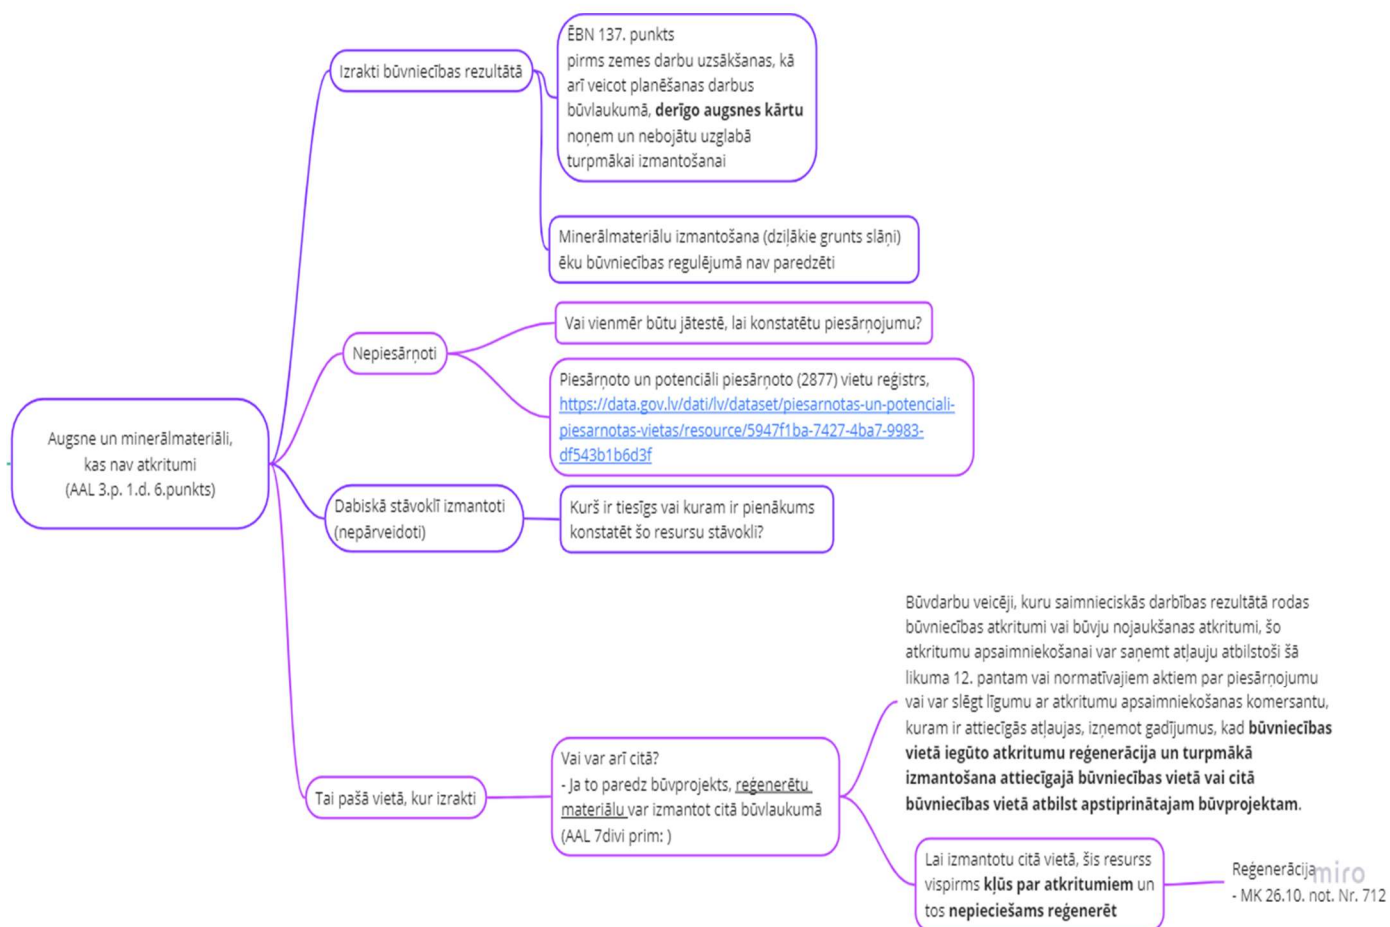 Augsne un minerālmateriāli,
kas nav atkritumi
(AAL 3.p. 1.d. 6.punkts)
Izrakti būvniecības rezultātā
ĒBN 137. punkts
pirms zemes darbu uzsākšanas, kā
arī veicot planēšanas darbus
būvlaukumā, derīgo augsnes kārtu
noņem un nebojātu uzglabā
turpmākai izmantošanai
Minerālmateriālu izmantošana (dziļākie grunts slāņi)
ēku būvniecības regulējumā nav paredzēti
Nepiesārņoti
Vai vienmēr būtu jātestē, lai konstatētu piesārņojumu?
Piesārņoto un potenciāli piesārņoto (2877) vietu reģistrs,
https://data.gov.lv/dati/lv/dataset/piesarnotas-un-potenciali-
piesarnotas-vietas/resource/5947f1ba-7427-4ba7-9983-
df543b1b6d3f
Dabiskā stāvoklī izmantoti
(nepārveidoti)
Kurš ir tiesīgs vai kuram ir pienākums
konstatēt šo resursu stāvokli?
Tai pašā vietā, kur izrakti
Vai var arī citā?
- Ja to paredz būvprojekts, reģenerētu
materiālu var izmantot citā būvlaukumā
(AAL 7divi prim: )
Būvdarbu veicēji, kuru saimnieciskās darbības rezultātā rodas
būvniecības atkritumi vai būvju nojaukšanas atkritumi, šo
atkritumu apsaimniekošanai var saņemt atļauju atbilstoši šā
likuma 12. pantam vai normatīvajiem aktiem par piesārņojumu
vai var slēgt līgumu ar atkritumu apsaimniekošanas komersantu,
kuram ir attiecīgās atļaujas, izņemot gadījumus, kad būvniecības
vietā iegūto atkritumu reģenerācija un turpmākā
izmantošana attiecīgajā būvniecības vietā vai citā
būvniecības vietā atbilst apstiprinātajam būvprojektam.
Lai izmantotu citā vietā, šis resurss
vispirms kļūs par atkritumiem un
tos nepieciešams reģenerēt
Reģenerācija
- MK 26.10. not. Nr. 712
miro